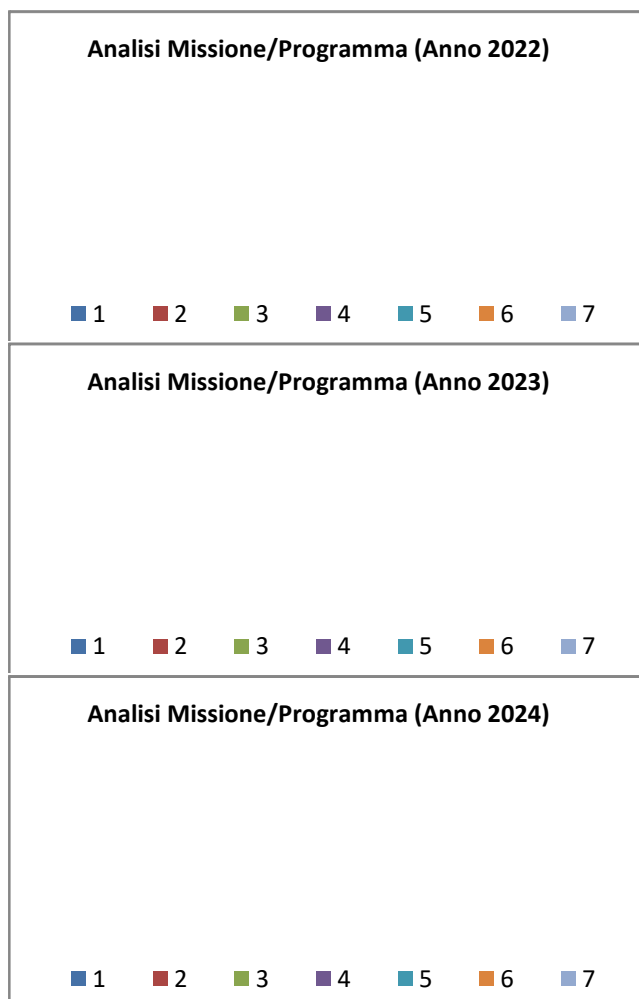 Analisi Missione/Programma (Anno 2022)
1 2 3 4 5 6 7
Analisi Missione/Programma (Anno 2023)
1 2 3 4 5 6 7
Analisi Missione/Programma (Anno 2024)
1 2 3 4 5 6 7